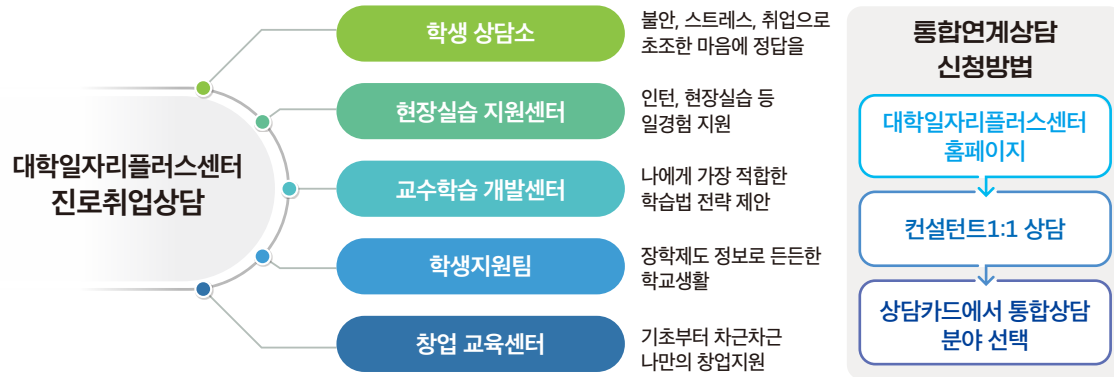 대학일자리플러스센터
진로취업상담
학생 상담소
불안, 스트레스, 취업으로
초조한 마음에 정답을
현장실습 지원센터
인턴, 현장실습 등
일경험 지원
교수학습 개발센터
나에게 가장 적합한
학습법 전략 제안
학생지원팀
장학제도 정보로 든든한
학교생활
창업 교육센터
기초부터 차근차근
나만의 창업지원
통합연계상담
신청방법
대학일자리플러스센터
홈페이지
컨설턴트1:1 상담
상담카드에서 통합상담
분야 선택